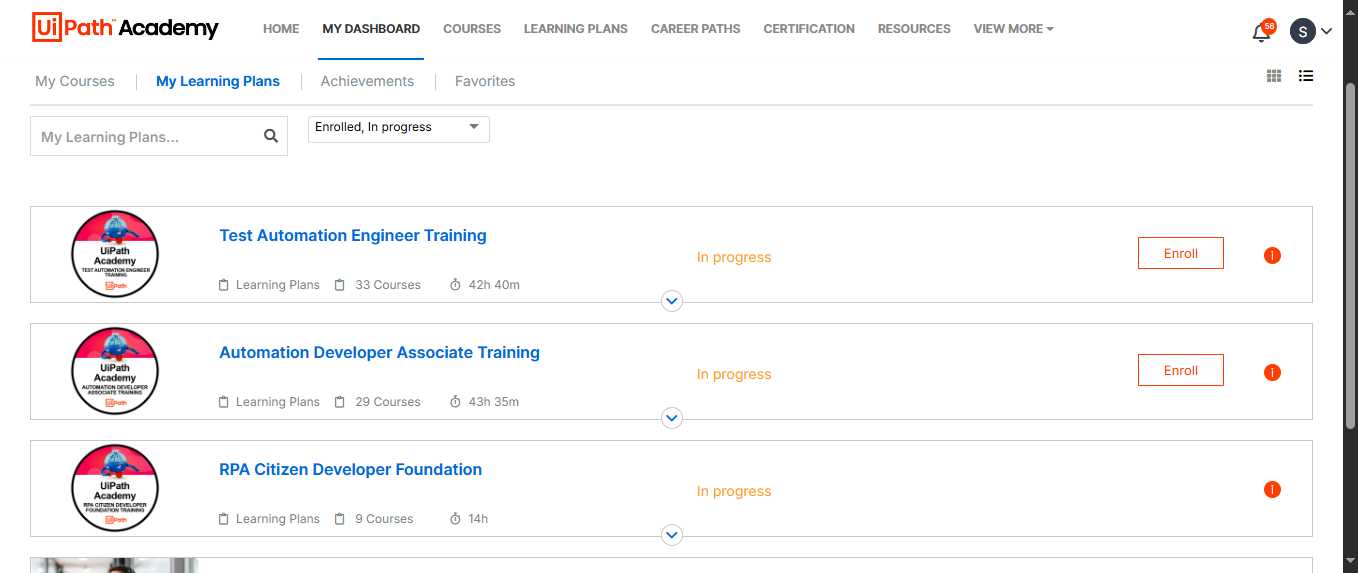 UiPath™ Academy
HOME MY DASHBOARD COURSES LEARNING PLANS CAREER PATHS CERTIFICATION RESOURCES VIEW MORE
56
S
My Courses My Learning Plans Achievements Favorites
My Learning Plans...
Enrolled, In progress
UiPath
Academy
TEST AUTOMATION ENGINEER
TRAINING
UiPath
Test Automation Engineer Training
In progress
Enroll
i
Learning Plans 33 Courses 42h 40m
UiPath
Academy
AUTOMATION DEVELOPER
ASSOCIATE TRAINING
UiPath
Automation Developer Associate Training
In progress
Enroll
i
Learning Plans 29 Courses 43h 35m
UiPath
Academy
RPA CITIZEN DEVELOPER
FOUNDATION TRAINING
UiPath
RPA Citizen Developer Foundation
In progress
i
Learning Plans 9 Courses 14h